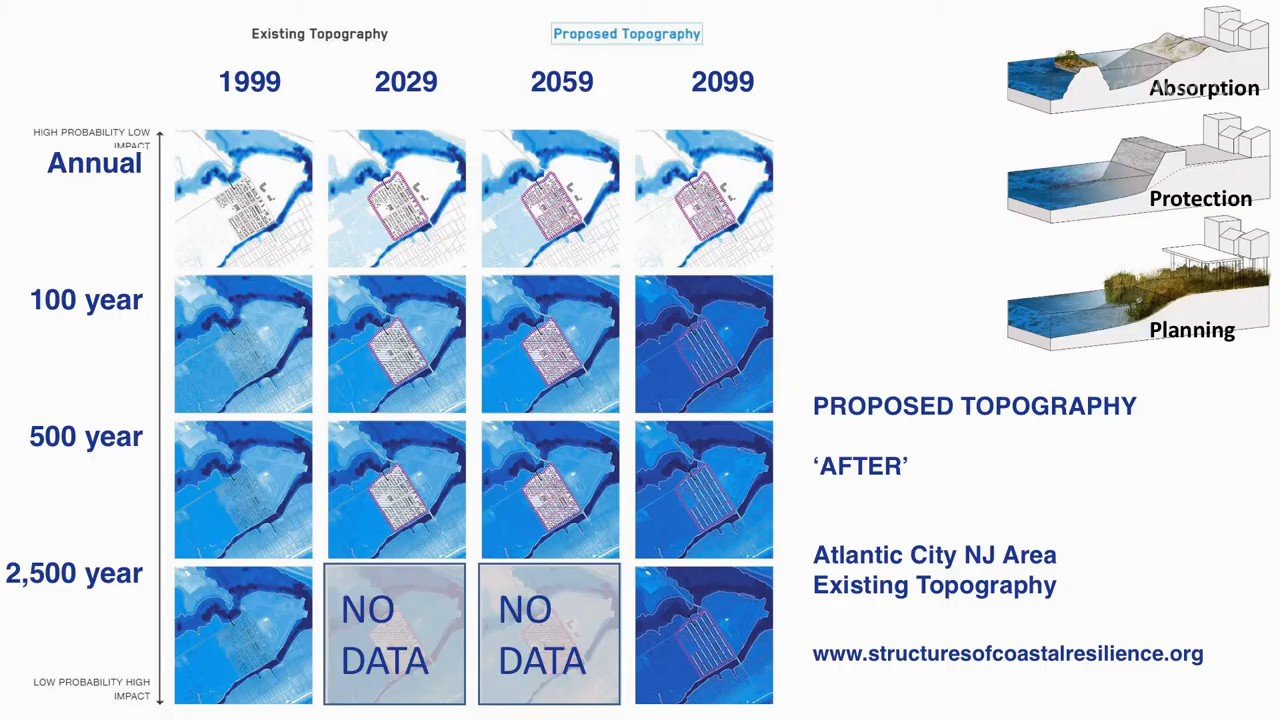 Existing Topography
Proposed Topography
1999
2029
2059
2099
HIGH PROBABILITY LOW
IMPACT
Annual
100 year
500 year
2,500 year
LOW PROBABILITY HIGH
IMPACT
NO
DATA
NO
DATA
Absorption
Protection
Planning
PROPOSED TOPOGRAPHY
‘AFTER’
Atlantic City NJ Area
Existing Topography
www.structuresofcoastalresilience.org